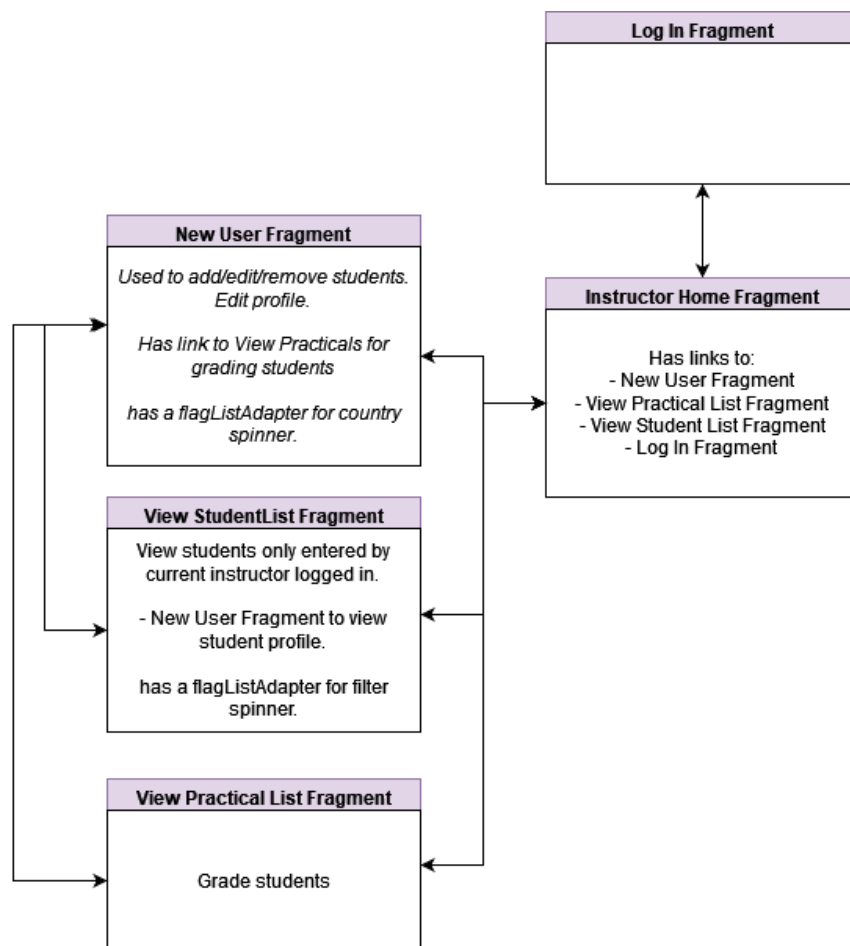 Log In Fragment
New User Fragment
Used to add/edit/remove students.
Edit profile.
Has link to View Practicals for
grading students
has a flagListAdapter for country
spinner.
Instructor Home Fragment
Has links to:
- New User Fragment
- View Practical List Fragment
- View Student List Fragment
- Log In Fragment
View StudentList Fragment
View students only entered by
current instructor logged in.
- New User Fragment to view
student profile.
has a flagListAdapter for filter
spinner.
View Practical List Fragment
Grade students